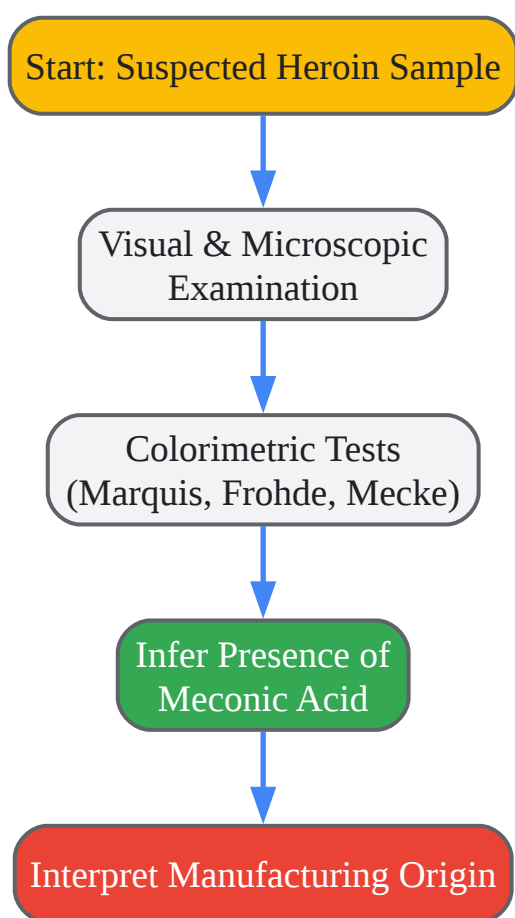 Start: Suspected Heroin Sample
Visual & Microscopic
Examination
Colorimetric Tests
(Marquis, Frohde, Mecke)
Infer Presence of
Meconic Acid
Interpret Manufacturing Origin